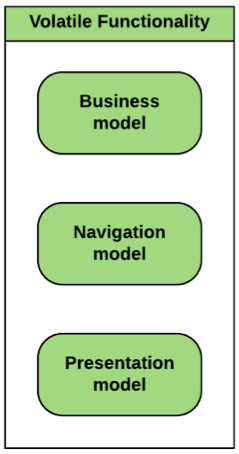 Volatile Functionality
Business
model
Navigation
model
Presentation
model